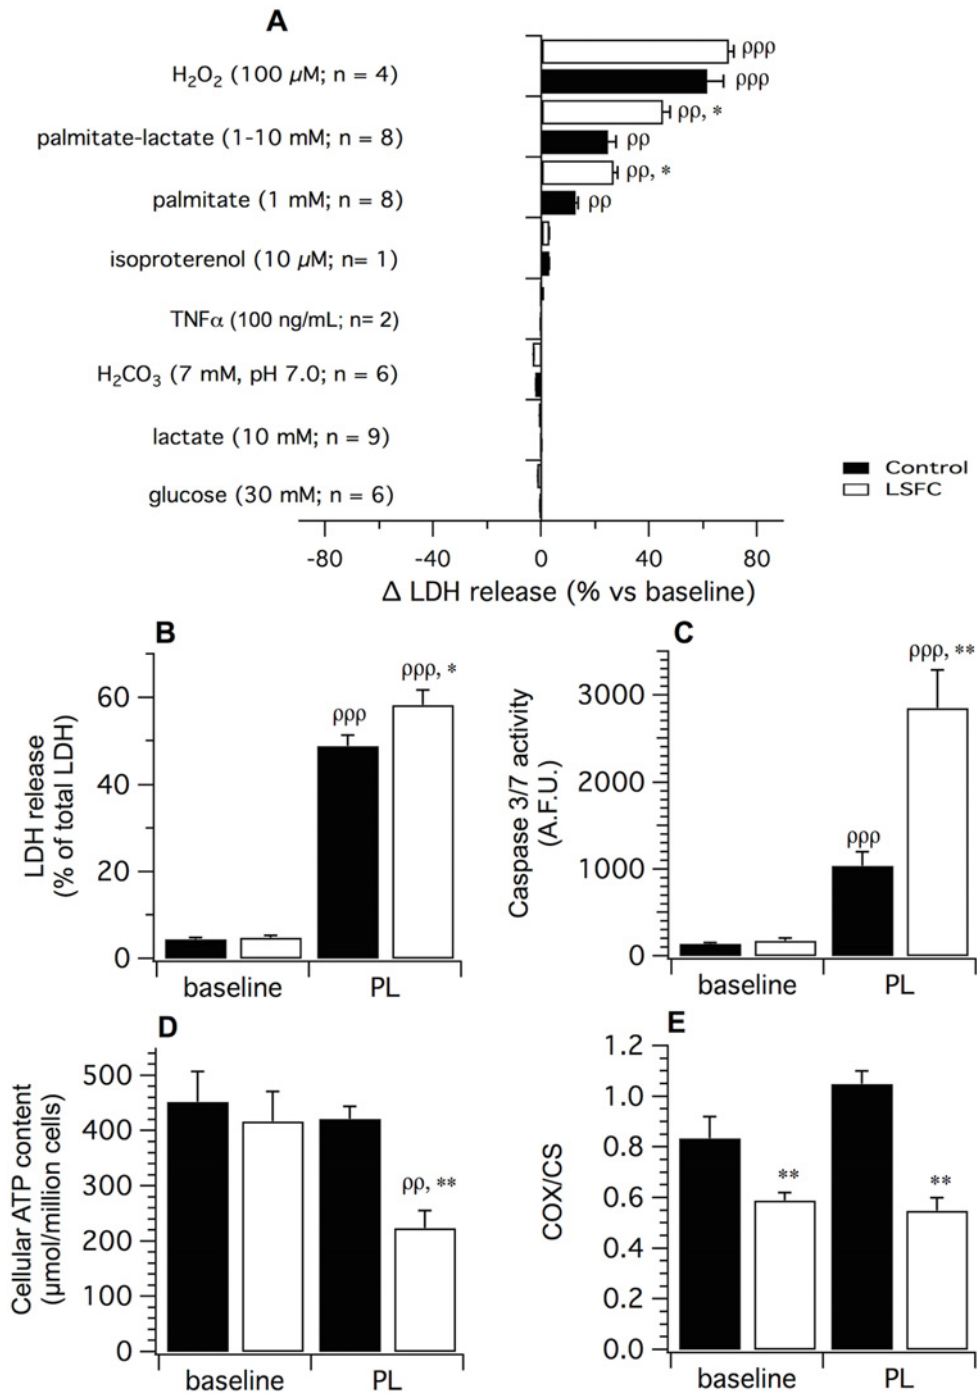 A
H₂O₂ (100 µM; n = 4)
ρρρ
ρρρ
palmitate-lactate (1-10 mM; n = 8)
ρρ, *
ρρ
palmitate (1 mM; n = 8)
ρρ, *
ρρ
isoproterenol (10 µM; n= 1)
TNFα (100 ng/mL; n= 2)
H₂CO₃ (7 mM, pH 7.0; n = 6)
lactate (10 mM; n = 9)
glucose (30 mM; n = 6)
Control
LSFC
-80 -40 0 40 80
Δ LDH release (% vs baseline)
B
LDH release
(% of total LDH)
60
40
20
0
ρρρ
ρρρ, *
baseline PL
C
Caspase 3/7 activity
(A.F.U.)
3000
2000
1000
0
ρρρ
ρρρ, **
baseline PL
D
Cellular ATP content
(µmol/million cells)
500
400
300
200
100
0
ρρ, **
baseline PL
E
COX/CS
1.2
1.0
0.8
0.6
0.4
0.2
0.0
**
**
baseline PL